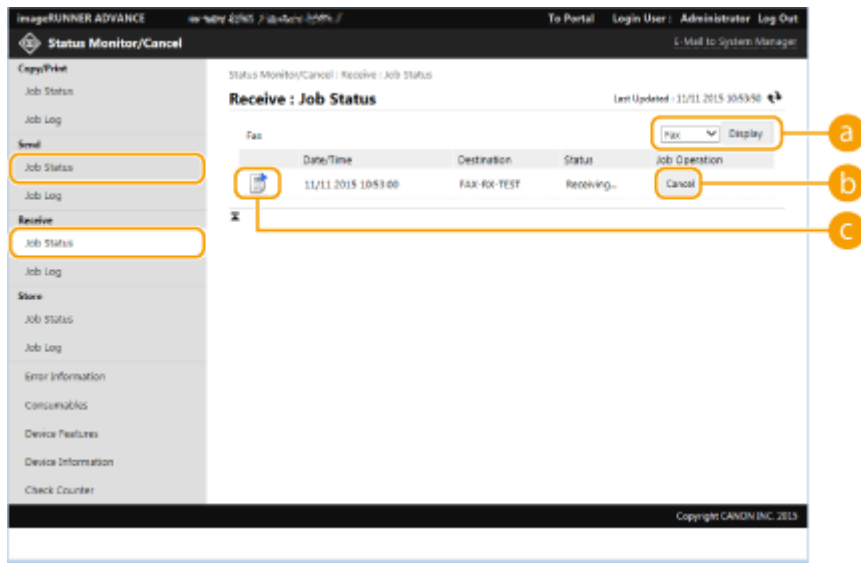 imageRUNNER ADVANCE To Portal Login User : Administrator Log Out
Status Monitor/Cancel E-Mail to System Manager
Copy/Print
Job Status
Job Log
Send
Job Status
Job Log
Receive
Job Status
Job Log
Store
Job Status
Job Log
Error Information
Consumables
Device Features
Device Information
Check Counter
Status Monitor/Cancel : Receive : Job Status
Receive : Job Status Last Updated : 11/11 2015 10:53:50
Fax Fax Display
Date/Time Destination Status Job Operation
11/11 2015 10:53:00 FAX-RX-TEST Receiving... Cancel
a
b
c
Copyright CANON INC. 2015